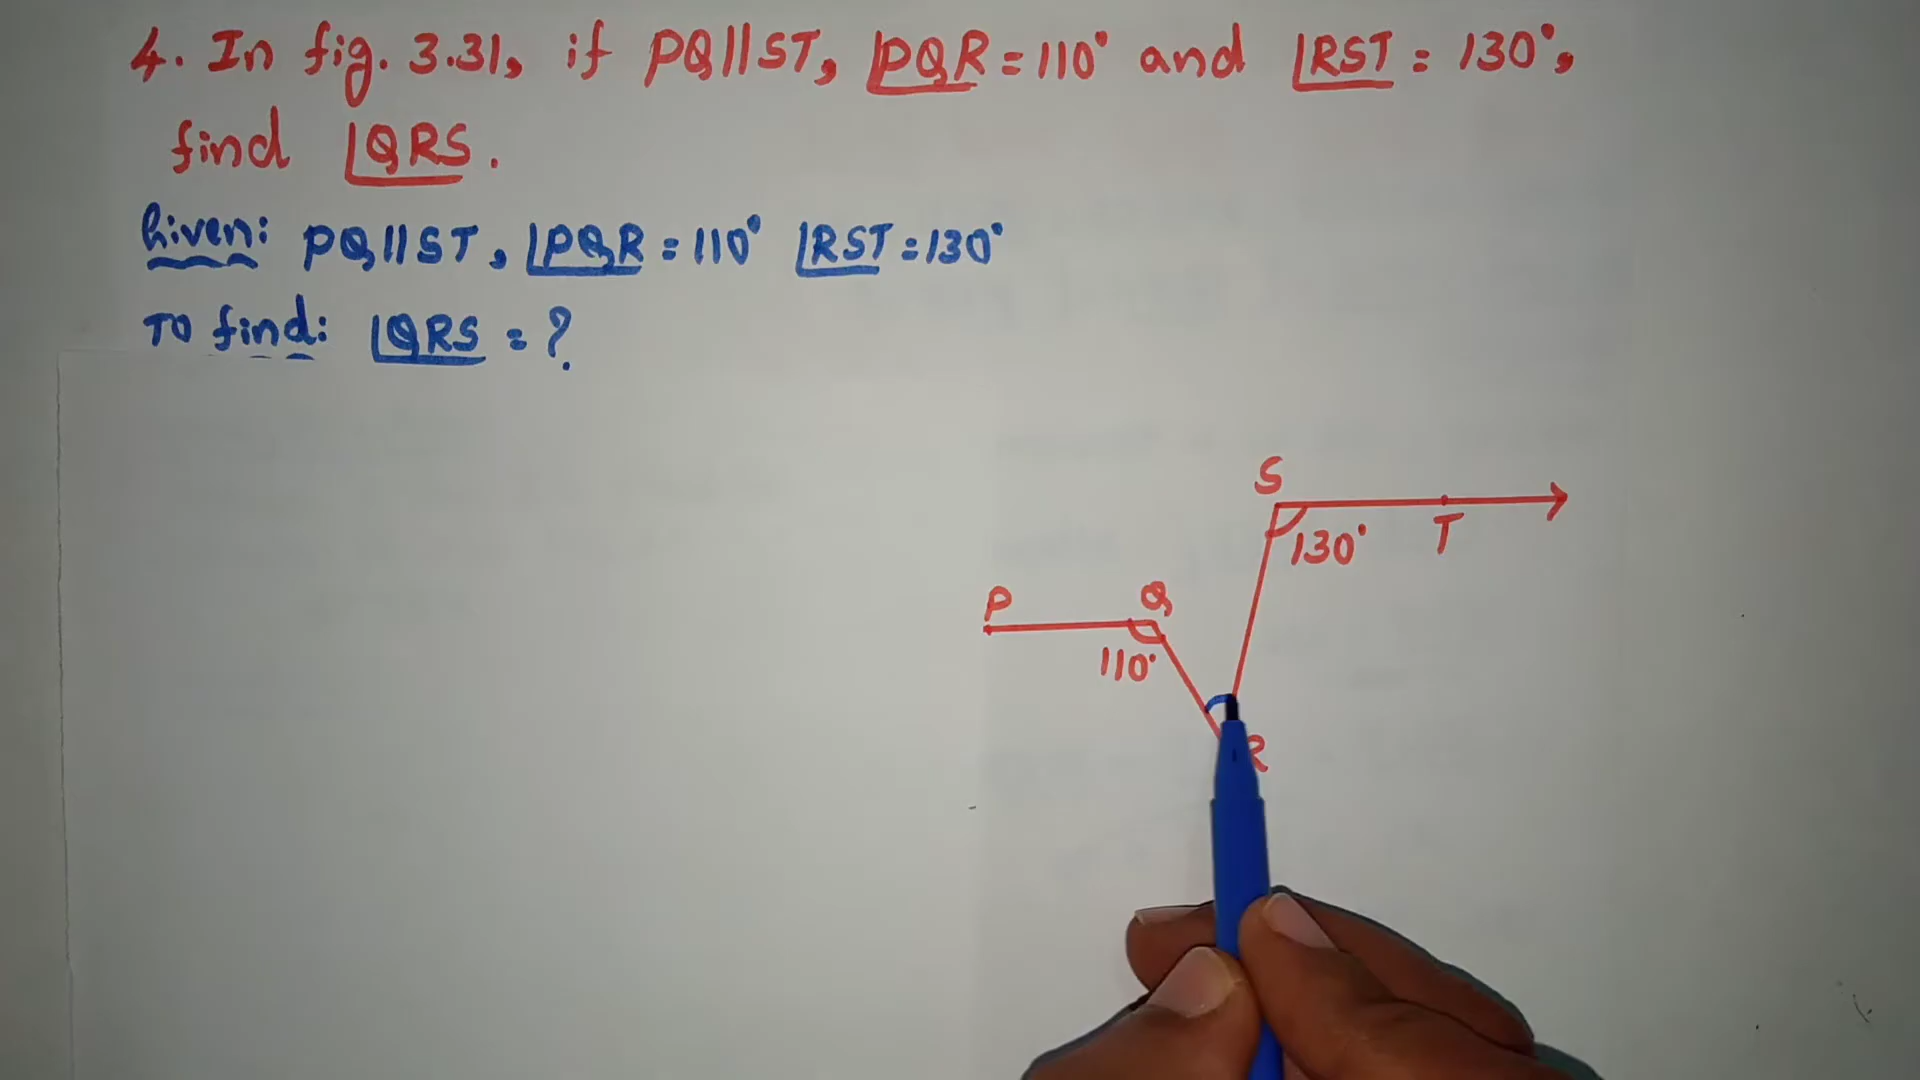 4. In fig. 3.31, if PQ||ST, ∠PQR = 110° and ∠RST = 130°,
find ∠QRS.
Given: PQ||ST, ∠PQR = 110° ∠RST = 130°
To find: ∠QRS = ?
S
130°
T
P
Q
110°
R